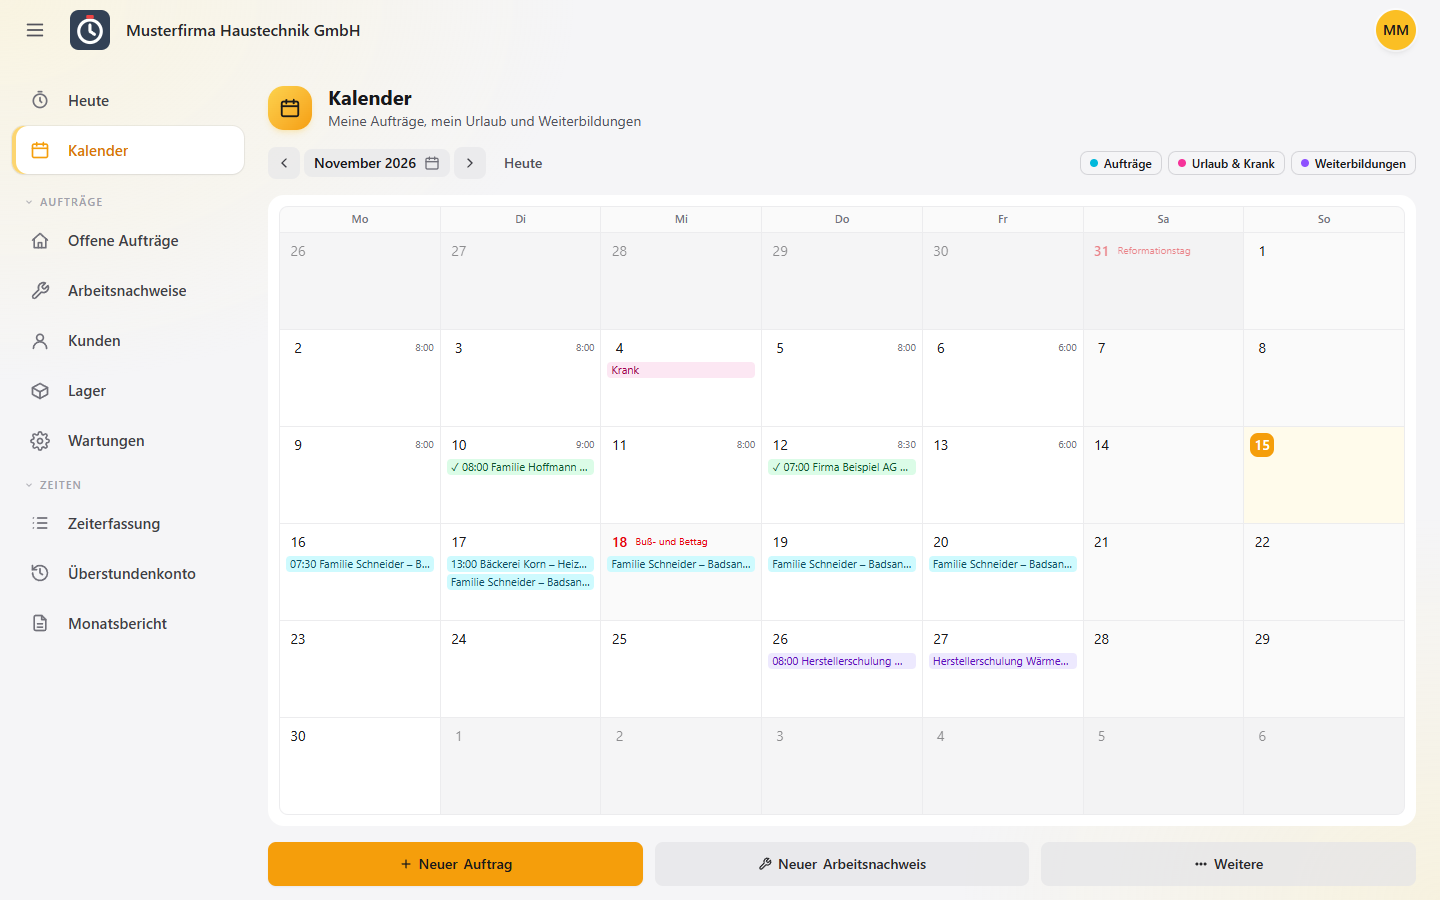 Musterfirma Haustechnik GmbH
MM
Heute
Kalender
AUFTRÄGE
Offene Aufträge
Arbeitsnachweise
Kunden
Lager
Wartungen
ZEITEN
Zeiterfassung
Überstundenkonto
Monatsbericht
Kalender
Meine Aufträge, mein Urlaub und Weiterbildungen
November 2026
Heute
Aufträge
Urlaub & Krank
Weiterbildungen
Mo Di Mi Do Fr Sa So
26 27 28 29 30 31 Reformationstag 1
2 8:00 3 8:00 4 5 8:00 6 6:00 7 8
Krank
9 8:00 10 9:00 11 8:00 12 8:30 13 6:00 14 15
✓ 08:00 Familie Hoffmann ... ✓ 07:00 Firma Beispiel AG ...
16 17 18 Buß- und Bettag 19 20 21 22
07:30 Familie Schneider – B... 13:00 Bäckerei Korn – Heiz... Familie Schneider – Badsan... Familie Schneider – Badsan... Familie Schneider – Badsan...
Familie Schneider – Badsan...
23 24 25 26 27 28 29
08:00 Herstellerschulung ... Herstellerschulung Wärme...
30 1 2 3 4 5 6
+ Neuer Auftrag
Neuer Arbeitsnachweis
Weitere